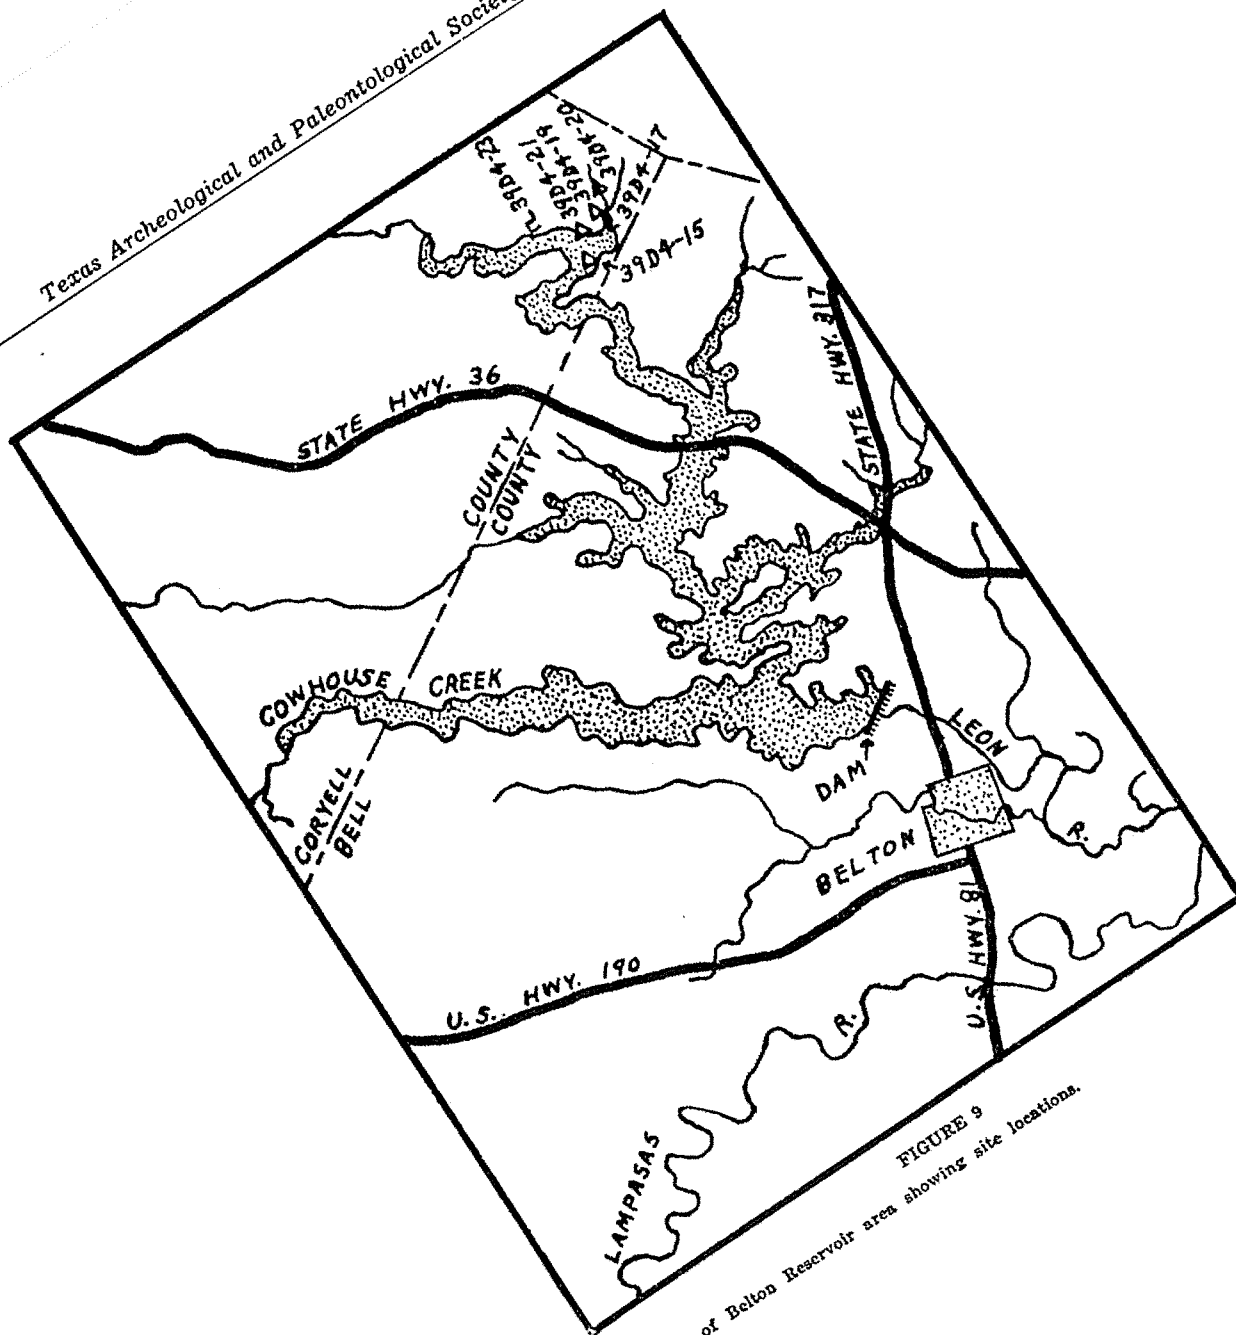 Texas Archeological and Paleontological
39D4-23
39D4-21
39D4-19
39D4-20
39D4-17
39D4-15
STATE HWY. 317
STATE HWY. 36
COUNTY
COUNTY
COWHOUSE CREEK
CORYELL
BELL
DAM
LEON R.
BELTON
U.S. HWY. 190
U.S. HWY. 81
LAMPASAS R.
FIGURE 9
of Belton Reservoir area showing site locations.